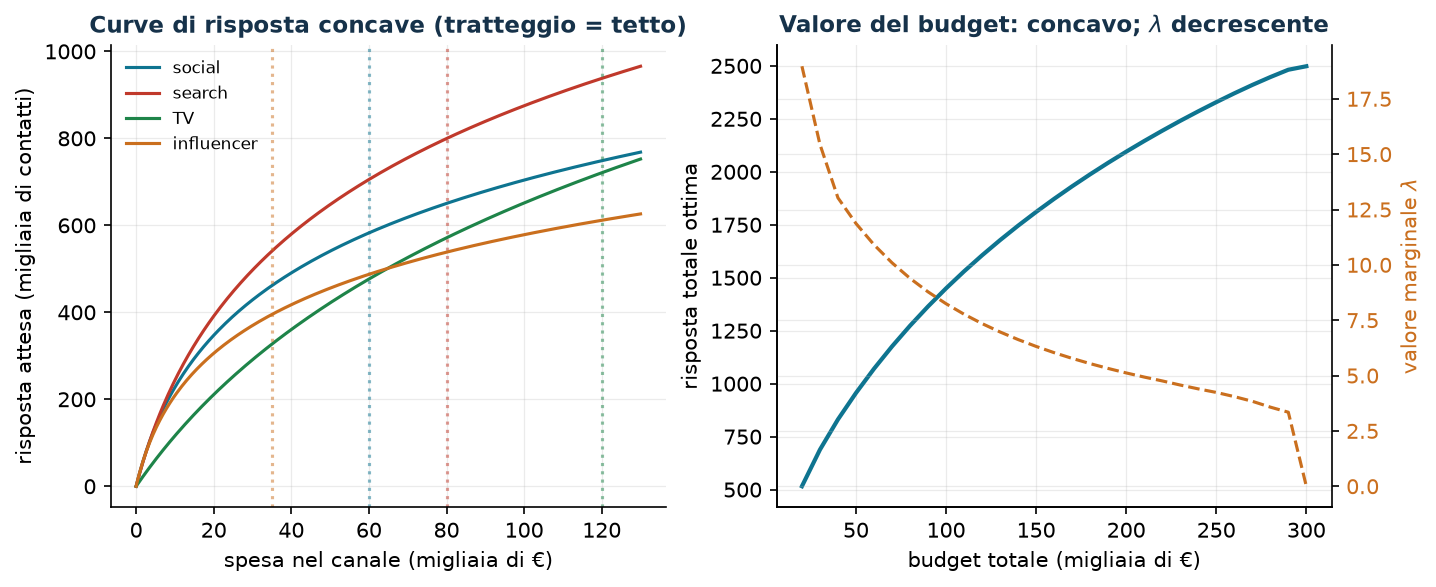 Curve di risposta concave (tratteggio = tetto)
risposta attesa (migliaia di contatti)
1000
800
600
400
200
0
social
search
TV
influencer
0 20 40 60 80 100 120
spesa nel canale (migliaia di €)
Valore del budget: concavo; λ decrescente
risposta totale ottima
2500
2250
2000
1750
1500
1250
1000
750
500
17.5
15.0
12.5
10.0
7.5
5.0
2.5
0.0
valore marginale λ
50 100 150 200 250 300
budget totale (migliaia di €)